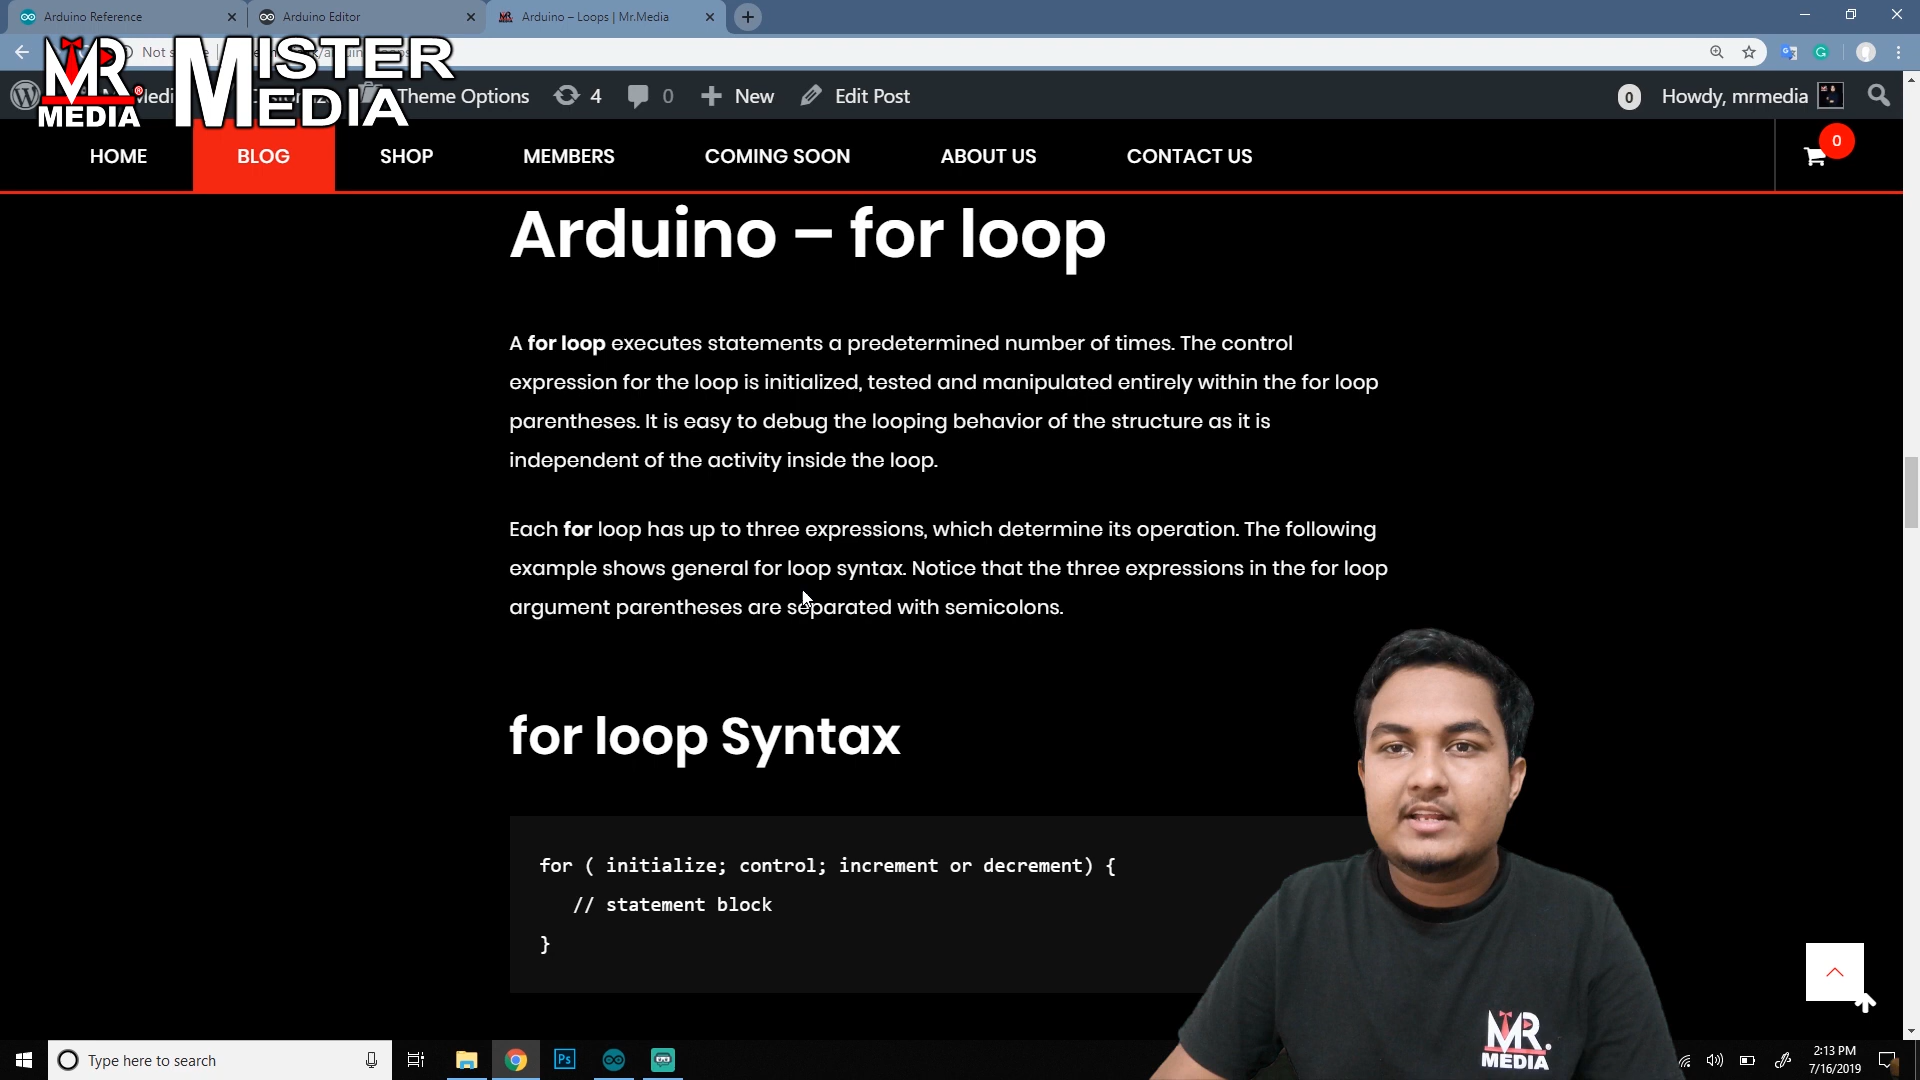 Arduino Reference
Arduino Editor
Arduino – Loops | Mr.Media
Not
MR.
MEDIA
MISTER
MEDIA
Theme Options
4
0
New
Edit Post
0
Howdy, mrmedia
HOME
BLOG
SHOP
MEMBERS
COMING SOON
ABOUT US
CONTACT US
0
Arduino – for loop
A for loop executes statements a predetermined number of times. The control
expression for the loop is initialized, tested and manipulated entirely within the for loop
parentheses. It is easy to debug the looping behavior of the structure as it is
independent of the activity inside the loop.
Each for loop has up to three expressions, which determine its operation. The following
example shows general for loop syntax. Notice that the three expressions in the for loop
argument parentheses are separated with semicolons.
for loop Syntax
for ( initialize; control; increment or decrement) {
// statement block
}
MR.
MEDIA
Type here to search
Ps
2:13 PM
7/16/2019